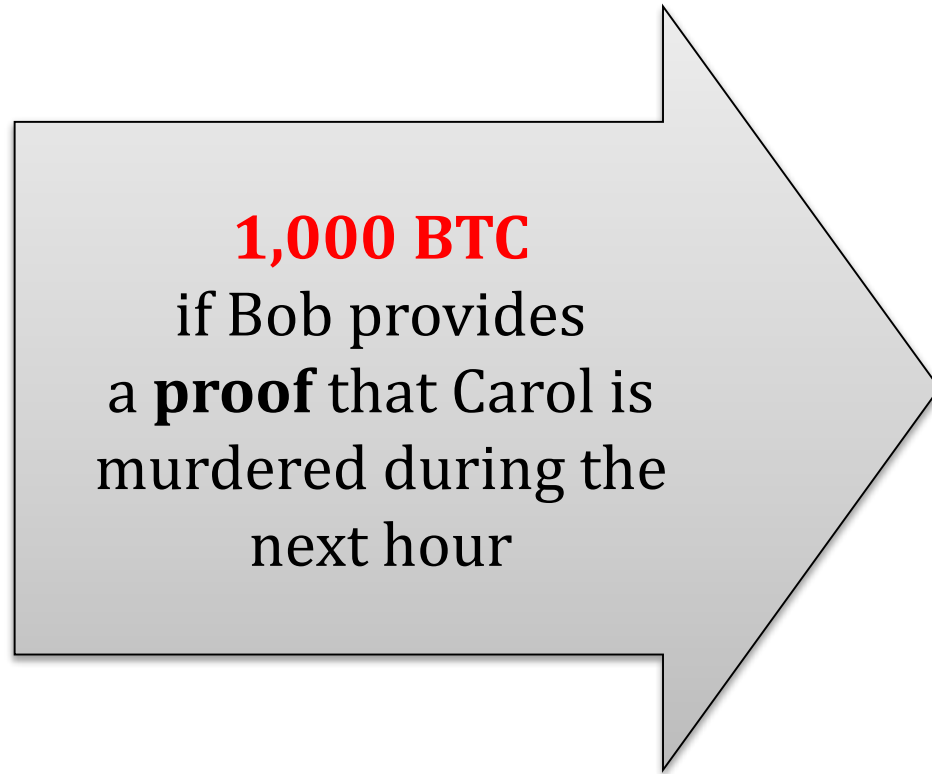 1,000 BTC
if Bob provides
a proof that Carol is
murdered during the
next hour